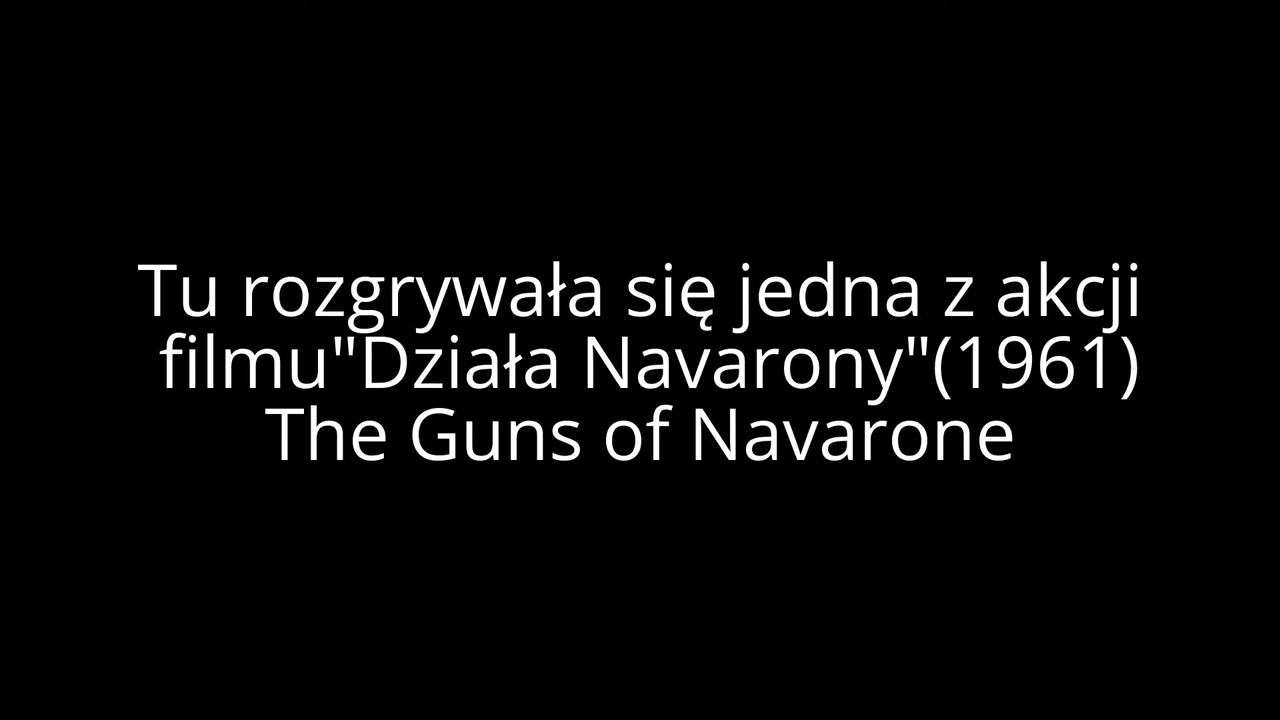 Tu rozgrywała się jedna z akcji
filmu"Działa Navarony"(1961)
The Guns of Navarone